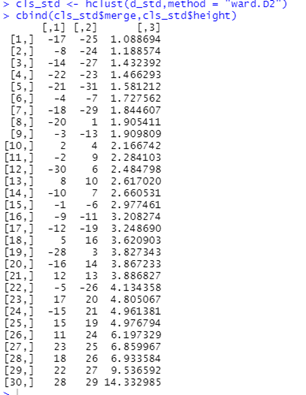 > cls_std <- hclust(d_std,method = "ward.D2")
> cbind(cls_std$merge,cls_std$height)
[,1] [,2] [,3]
[1,] -17 -25 1.088694
[2,] -8 -24 1.188574
[3,] -14 -27 1.432392
[4,] -22 -23 1.466293
[5,] -21 -31 1.581212
[6,] -4 -7 1.727562
[7,] -18 -29 1.844607
[8,] -20 1 1.905411
[9,] -3 -13 1.909809
[10,] 2 4 2.166742
[11,] -2 9 2.284103
[12,] -30 6 2.484798
[13,] 8 10 2.617020
[14,] -10 7 2.660531
[15,] -1 -6 2.977461
[16,] -9 -11 3.208274
[17,] -12 -19 3.248690
[18,] 5 16 3.620903
[19,] -28 3 3.827343
[20,] -16 14 3.867233
[21,] 12 13 3.886827
[22,] -5 -26 4.134358
[23,] 17 20 4.805067
[24,] -15 21 4.961381
[25,] 15 19 4.976794
[26,] 11 24 6.197329
[27,] 23 25 6.859967
[28,] 18 26 6.933584
[29,] 22 27 9.536592
[30,] 28 29 14.332985
>